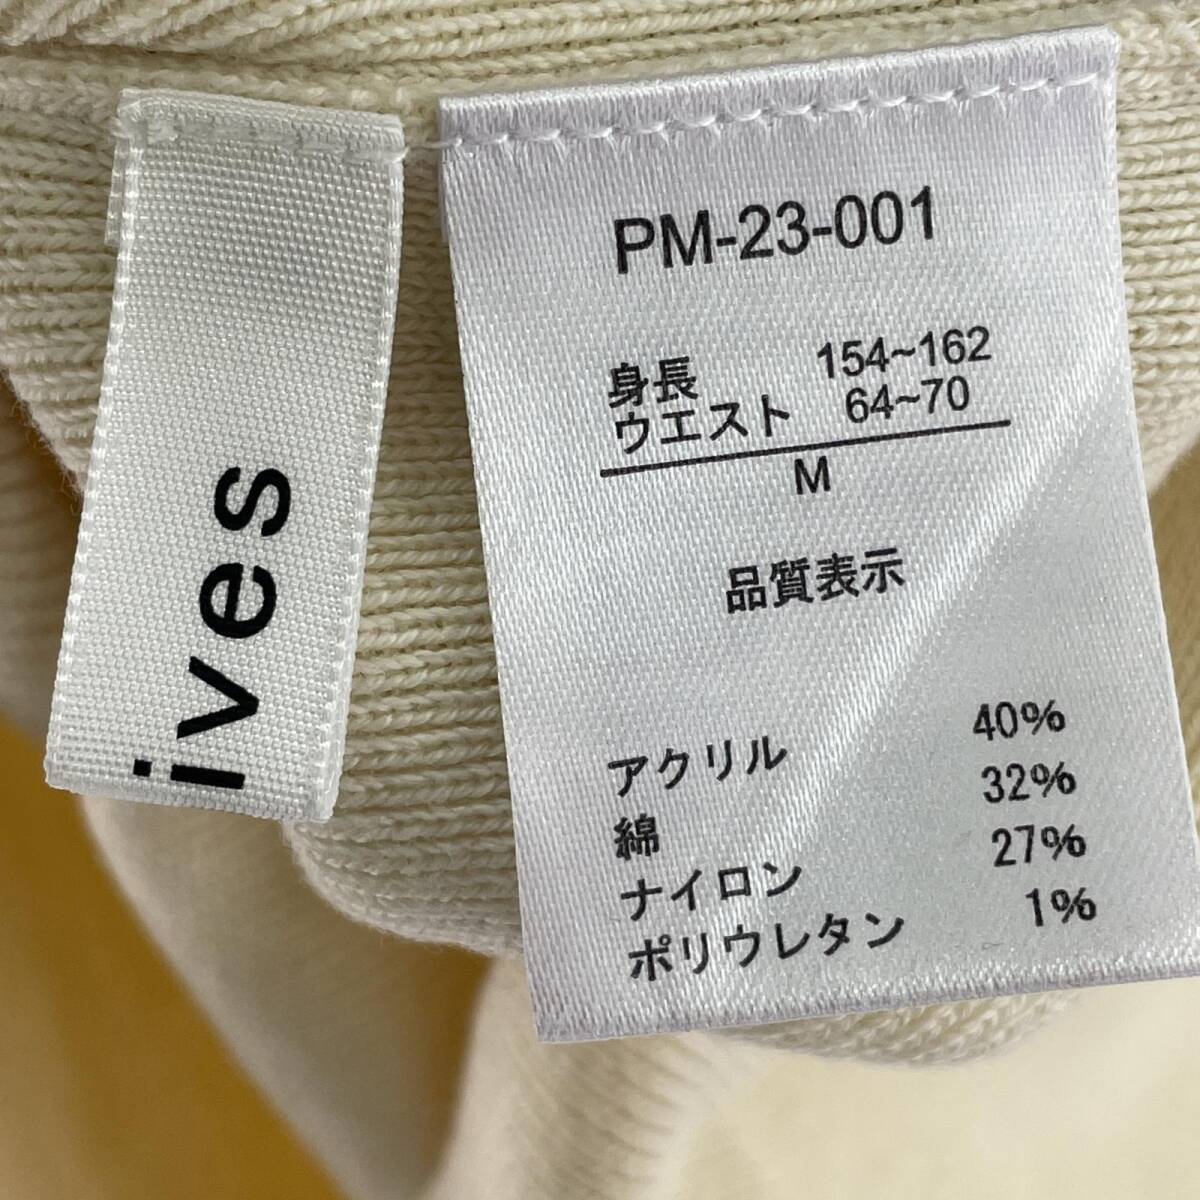 ives
PM-23-001
身長 154~162
ウエスト 64~70
M
品質表示
アクリル 40%
綿 32%
ナイロン 27%
ポリウレタン 1%